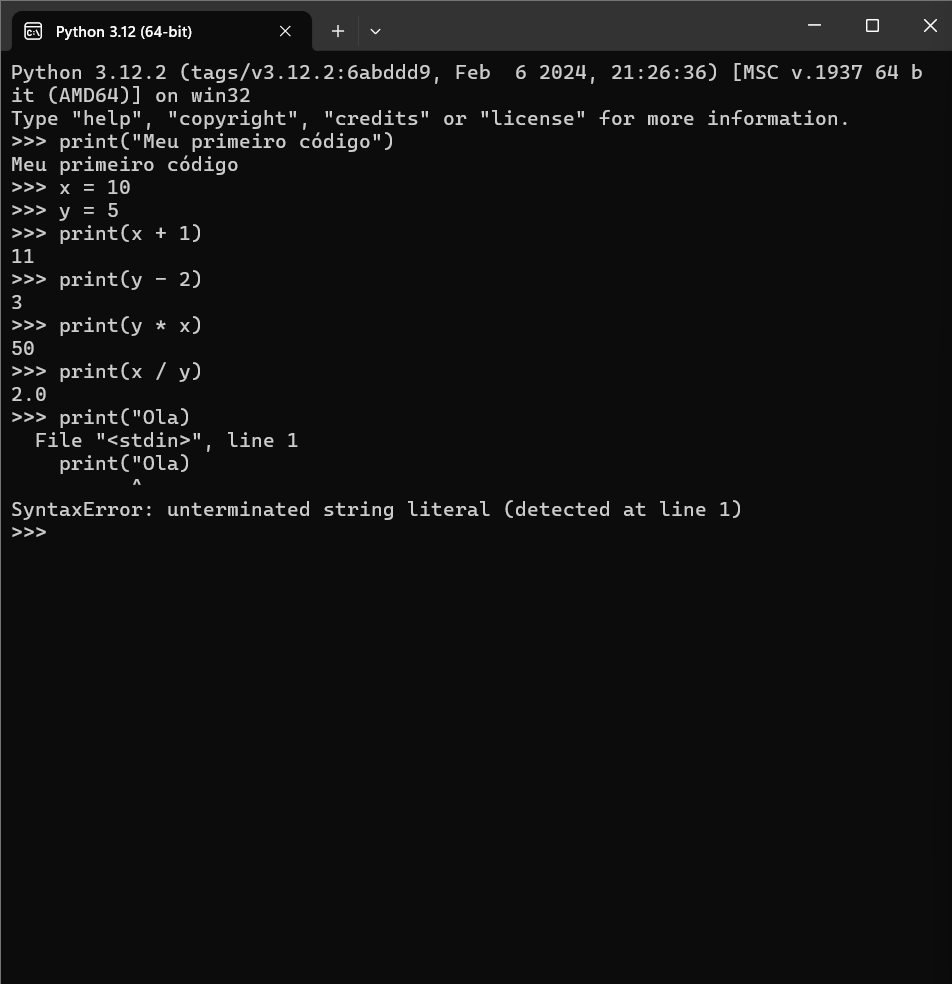 Python 3.12 (64-bit)
Python 3.12.2 (tags/v3.12.2:6abddd9, Feb  6 2024, 21:26:36) [MSC v.1937 64 b
it (AMD64)] on win32
Type "help", "copyright", "credits" or "license" for more information.
>>> print("Meu primeiro código")
Meu primeiro código
>>> x = 10
>>> y = 5
>>> print(x + 1)
11
>>> print(y - 2)
3
>>> print(y * x)
50
>>> print(x / y)
2.0
>>> print("Ola)
  File "<stdin>", line 1
    print("Ola)
          ^
SyntaxError: unterminated string literal (detected at line 1)
>>>